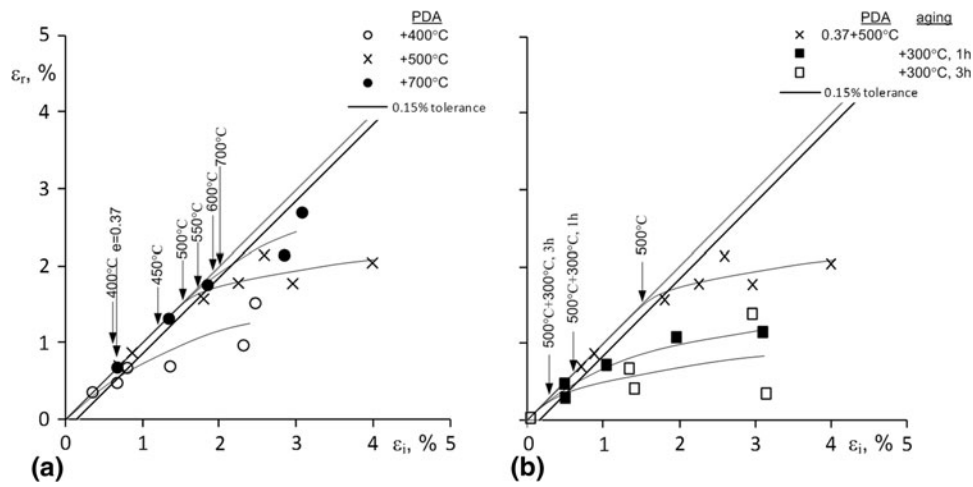 PDA
+400°C
+500°C
+700°C
0.15% tolerance
εr, %
5
4
3
2
1
0
400°C
e=0.37
450°C
500°C
550°C
600°C
700°C
0 1 2 3 εi, % 4 5
(a)
PDA aging
0.37+500°C
+300°C, 1h
+300°C, 3h
0.15% tolerance
500°C+300°C, 3h
500°C+300°C, 1h
500°C
0 1 2 3 εi, % 4 5
(b)